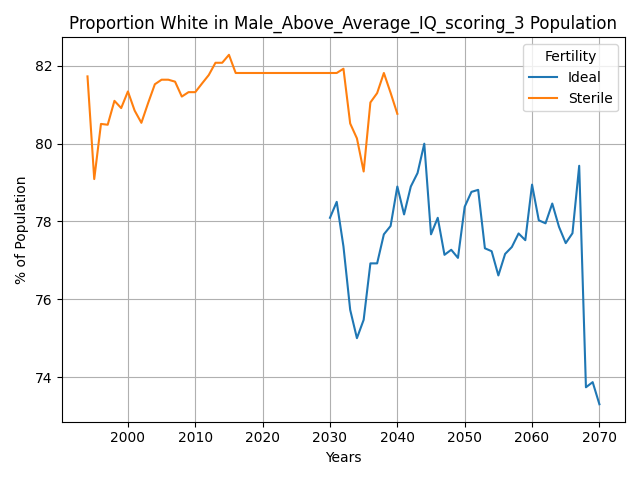 Proportion White in Male_Above_Average_IQ_scoring_3 Population
Fertility
Ideal
Sterile
% of Population
82
80
78
76
74
2000
2010
2020
2030
2040
2050
2060
2070
Years